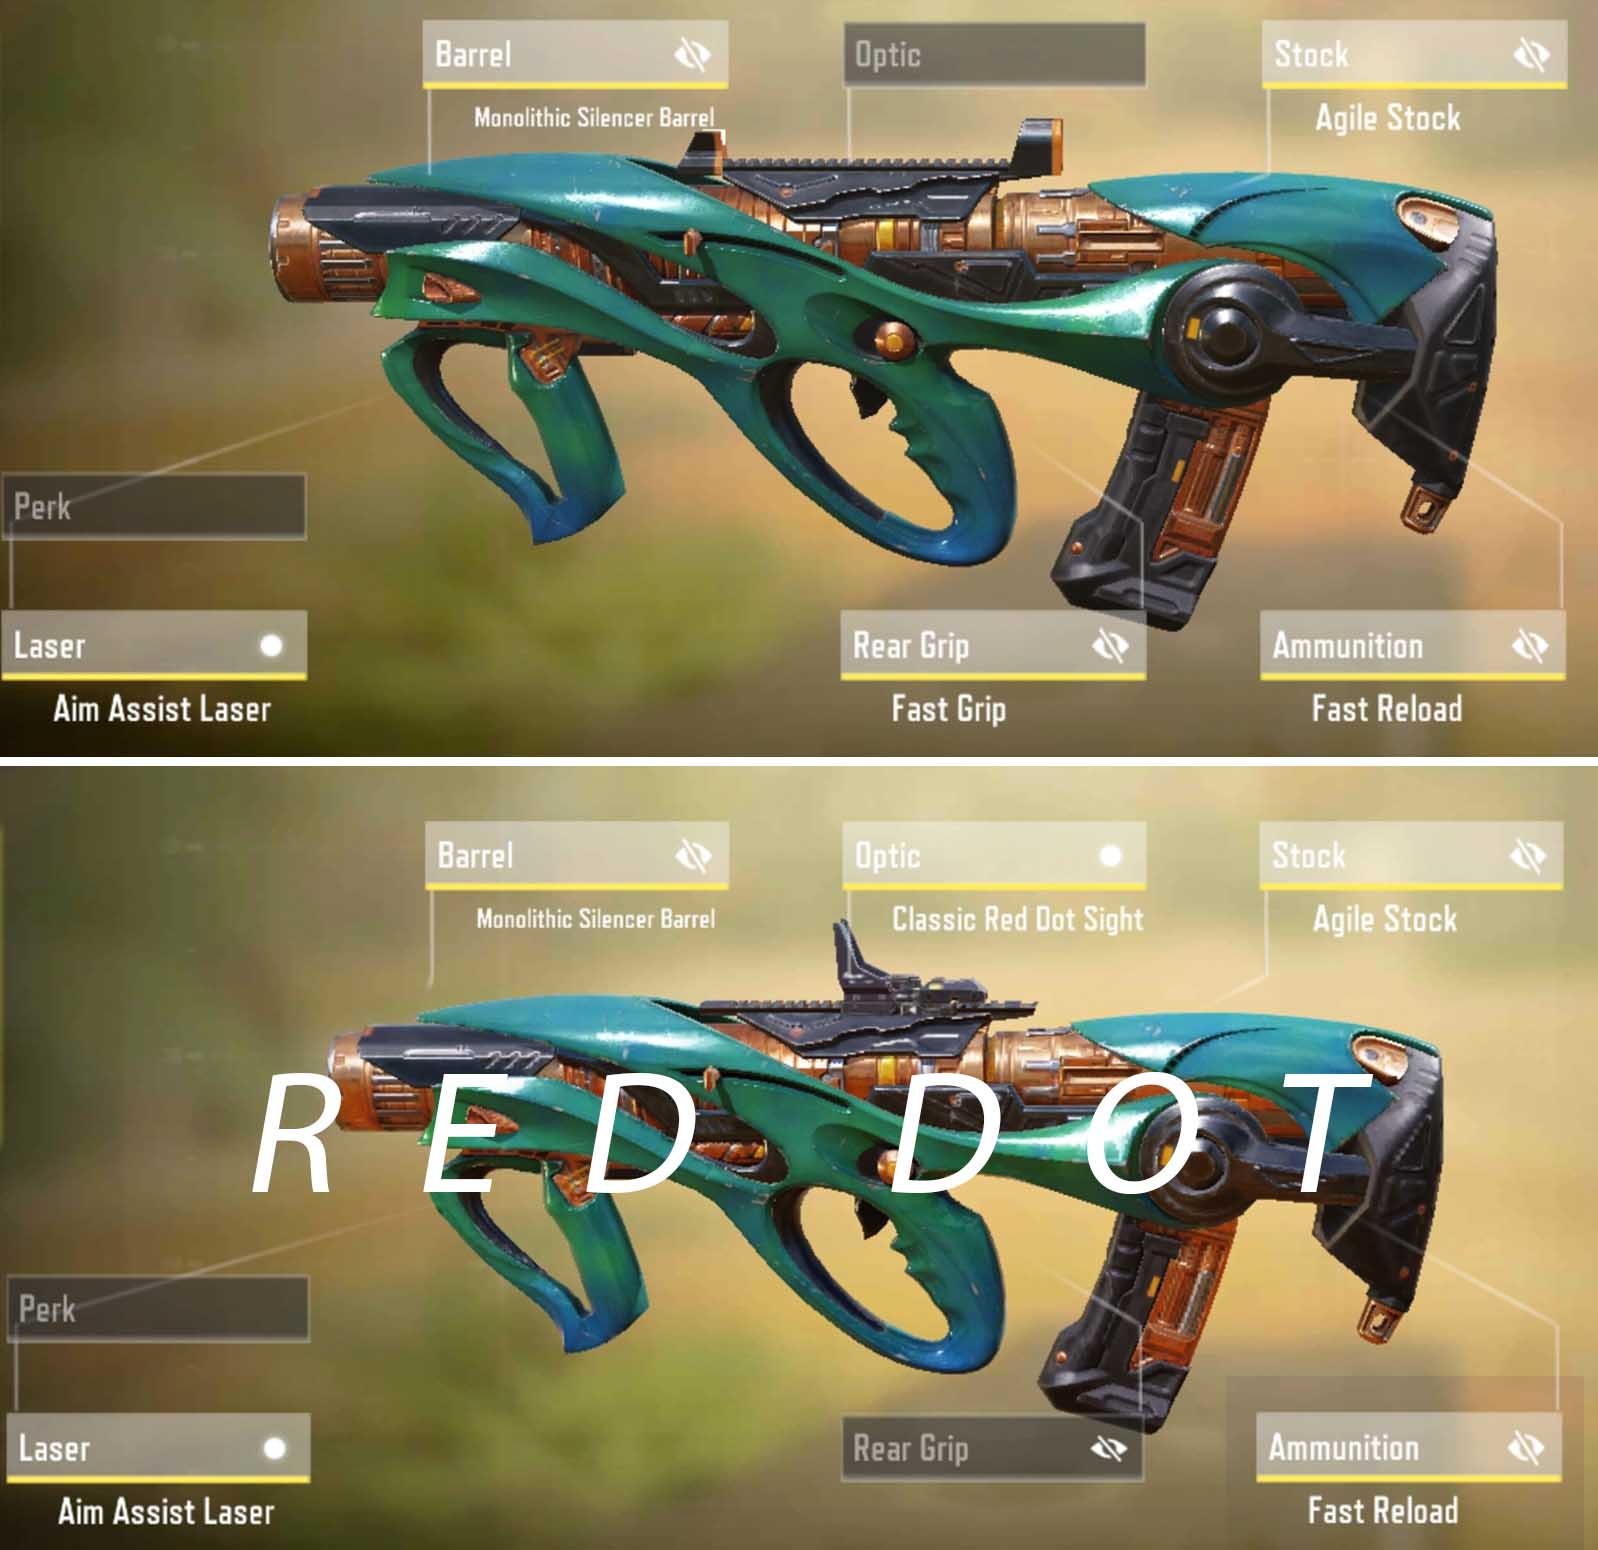 Barrel
Optic
Stock
Monolithic Silencer Barrel
Agile Stock
Perk
Laser
Rear Grip
Ammunition
Aim Assist Laser
Fast Grip
Fast Reload
Barrel
Optic
Stock
Monolithic Silencer Barrel
Classic Red Dot Sight
Agile Stock
RED DOT
Perk
Laser
Rear Grip
Ammunition
Aim Assist Laser
Fast Reload